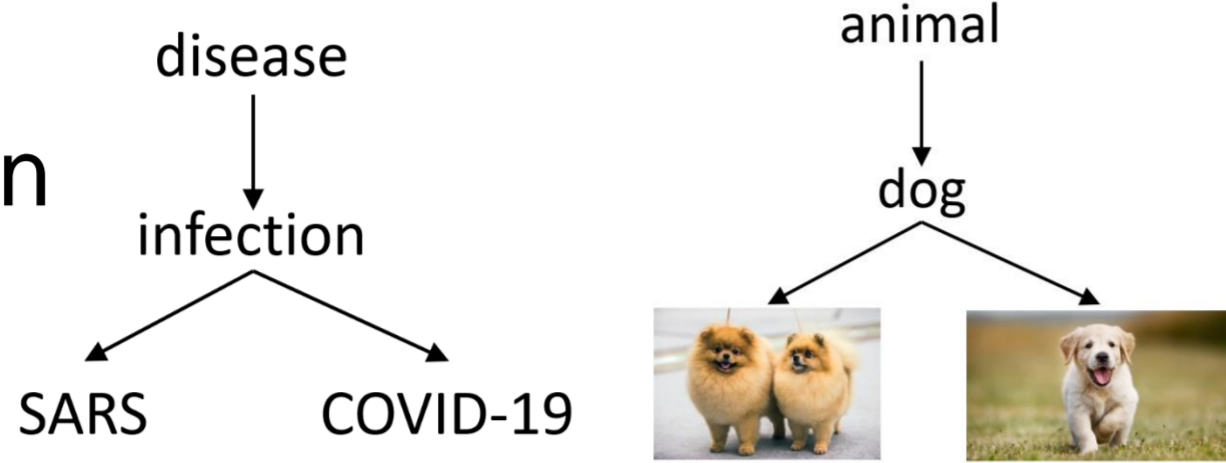 disease
n
infection
SARS
COVID-19
animal
dog